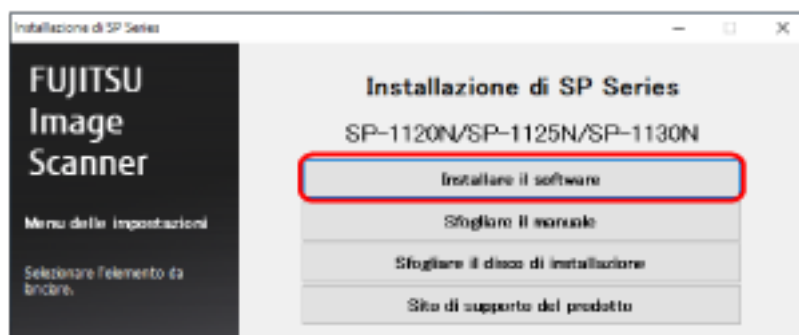 Installazione di SP Series
FUJITSU
Image
Scanner
Menu delle impostazioni
Selezionare l'elemento da
lanciare.
Installazione di SP Series
SP-1120N/SP-1125N/SP-1130N
Installare il software
Sfogliare il manuale
Sfogliare il disco di installazione
Sito di supporto del prodotto